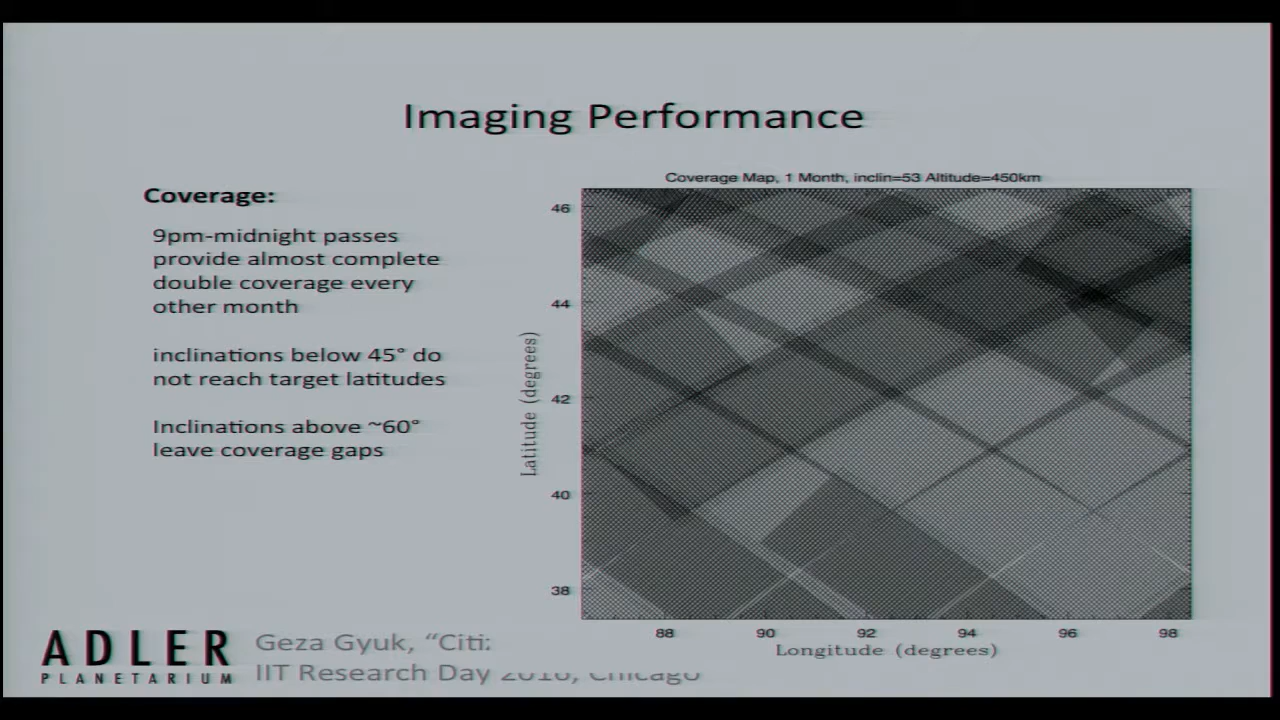 Imaging Performance
Coverage:
9pm-midnight passes
provide almost complete
double coverage every
other month
inclinations below 45° do
not reach target latitudes
Inclinations above ~60°
leave coverage gaps
Coverage Map, 1 Month, inclin=53 Altitude=450km
46
44
42
40
38
Latitude (degrees)
88 90 92 94 96 98
Longitude (degrees)
ADLER
PLANETARIUM
Geza Gyuk, "Citi
IIT Research Day 2016, Chicago